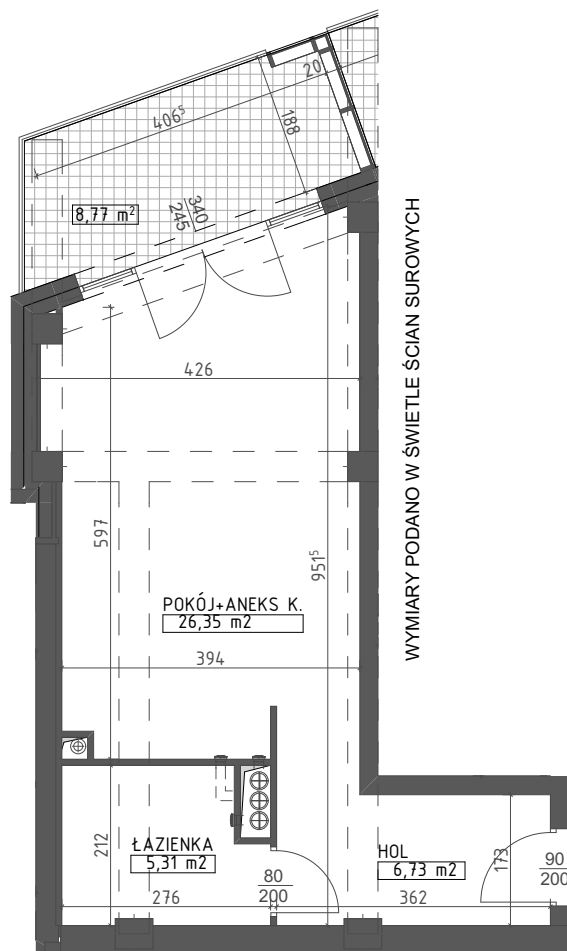 20
406⁵
188
340
245
8,77 m²
426
WYMIARY PODANO W ŚWIETLE ŚCIAN SUROWYCH
597
951⁵
POKÓJ+ANEKS K.
26,35 m2
394
212
ŁAZIENKA
5,31 m2
HOL
6,73 m2
173
80
200
90
200
276
362